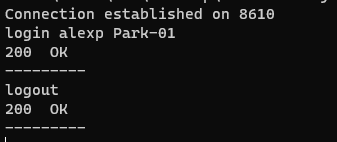 Connection established on 8610
login alexp Park-01
200  OK
---------
logout
200  OK
---------